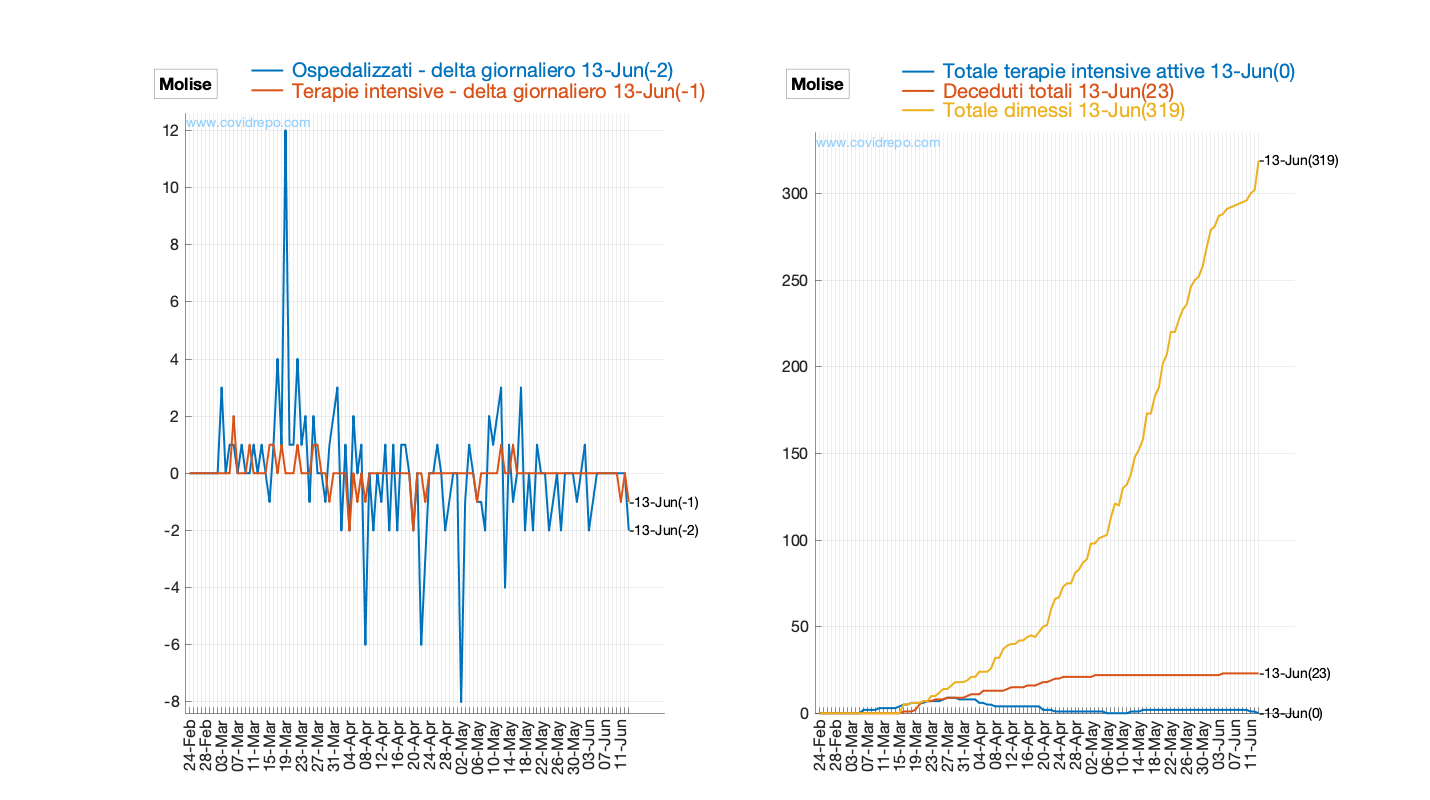 Molise
Ospedalizzati - delta giornaliero 13-Jun(-2)
Terapie intensive - delta giornaliero 13-Jun(-1)
www.covidrepo.com
12
10
8
6
4
2
0
-2
-4
-6
-8
-13-Jun(-1)
-13-Jun(-2)
24-Feb
28-Feb
03-Mar
07-Mar
11-Mar
15-Mar
19-Mar
23-Mar
27-Mar
31-Mar
04-Apr
08-Apr
12-Apr
16-Apr
20-Apr
24-Apr
28-Apr
02-May
06-May
10-May
14-May
18-May
22-May
26-May
30-May
03-Jun
07-Jun
11-Jun
Molise
Totale terapie intensive attive 13-Jun(0)
Deceduti totali 13-Jun(23)
Totale dimessi 13-Jun(319)
www.covidrepo.com
300
250
200
150
100
50
0
-13-Jun(319)
-13-Jun(23)
-13-Jun(0)
24-Feb
28-Feb
03-Mar
07-Mar
11-Mar
15-Mar
19-Mar
23-Mar
27-Mar
31-Mar
04-Apr
08-Apr
12-Apr
16-Apr
20-Apr
24-Apr
28-Apr
02-May
06-May
10-May
14-May
18-May
22-May
26-May
30-May
03-Jun
07-Jun
11-Jun